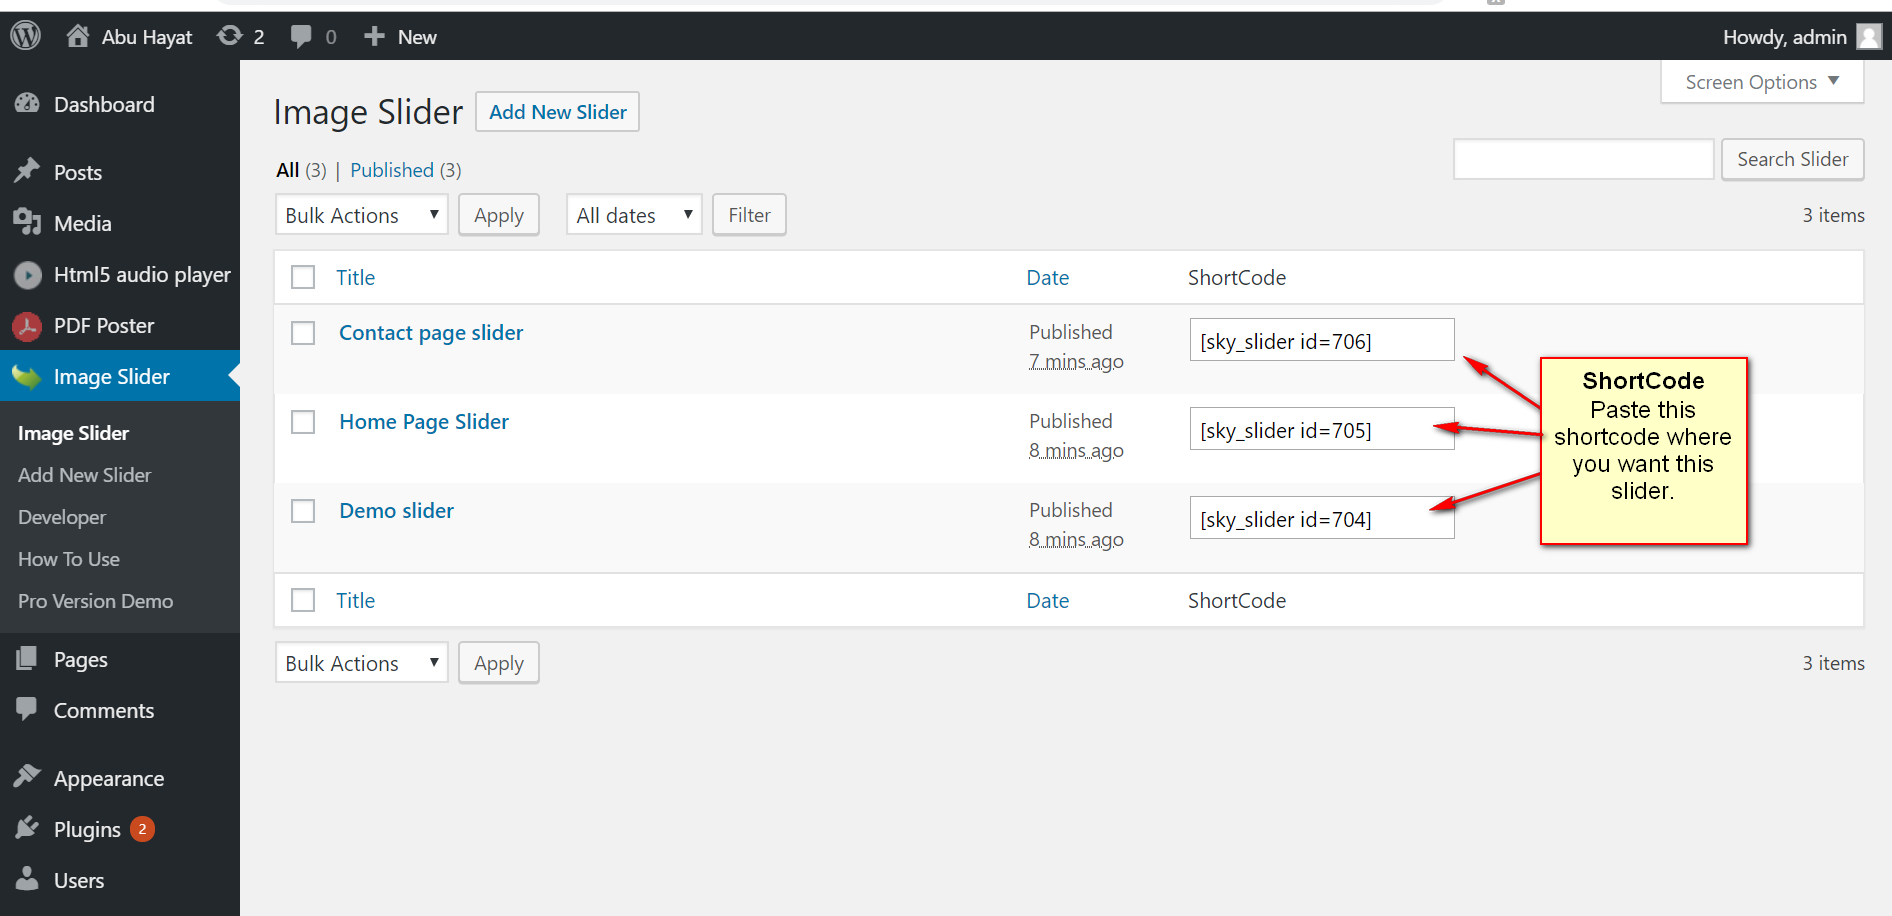 Abu Hayat 2 0 New Howdy, admin
Screen Options
Dashboard
Posts
Media
Html5 audio player
PDF Poster
Image Slider
Image Slider
Add New Slider
Developer
How To Use
Pro Version Demo
Pages
Comments
Appearance
Plugins 2
Users
Image Slider Add New Slider
All (3) | Published (3)
Search Slider
Bulk Actions Apply All dates Filter 3 items
Title Date ShortCode
Contact page slider Published [sky_slider id=706]
7 mins ago
Home Page Slider Published [sky_slider id=705]
8 mins ago
Demo slider Published [sky_slider id=704]
8 mins ago
Title Date ShortCode
Bulk Actions Apply 3 items
ShortCode
Paste this
shortcode where
you want this
slider.